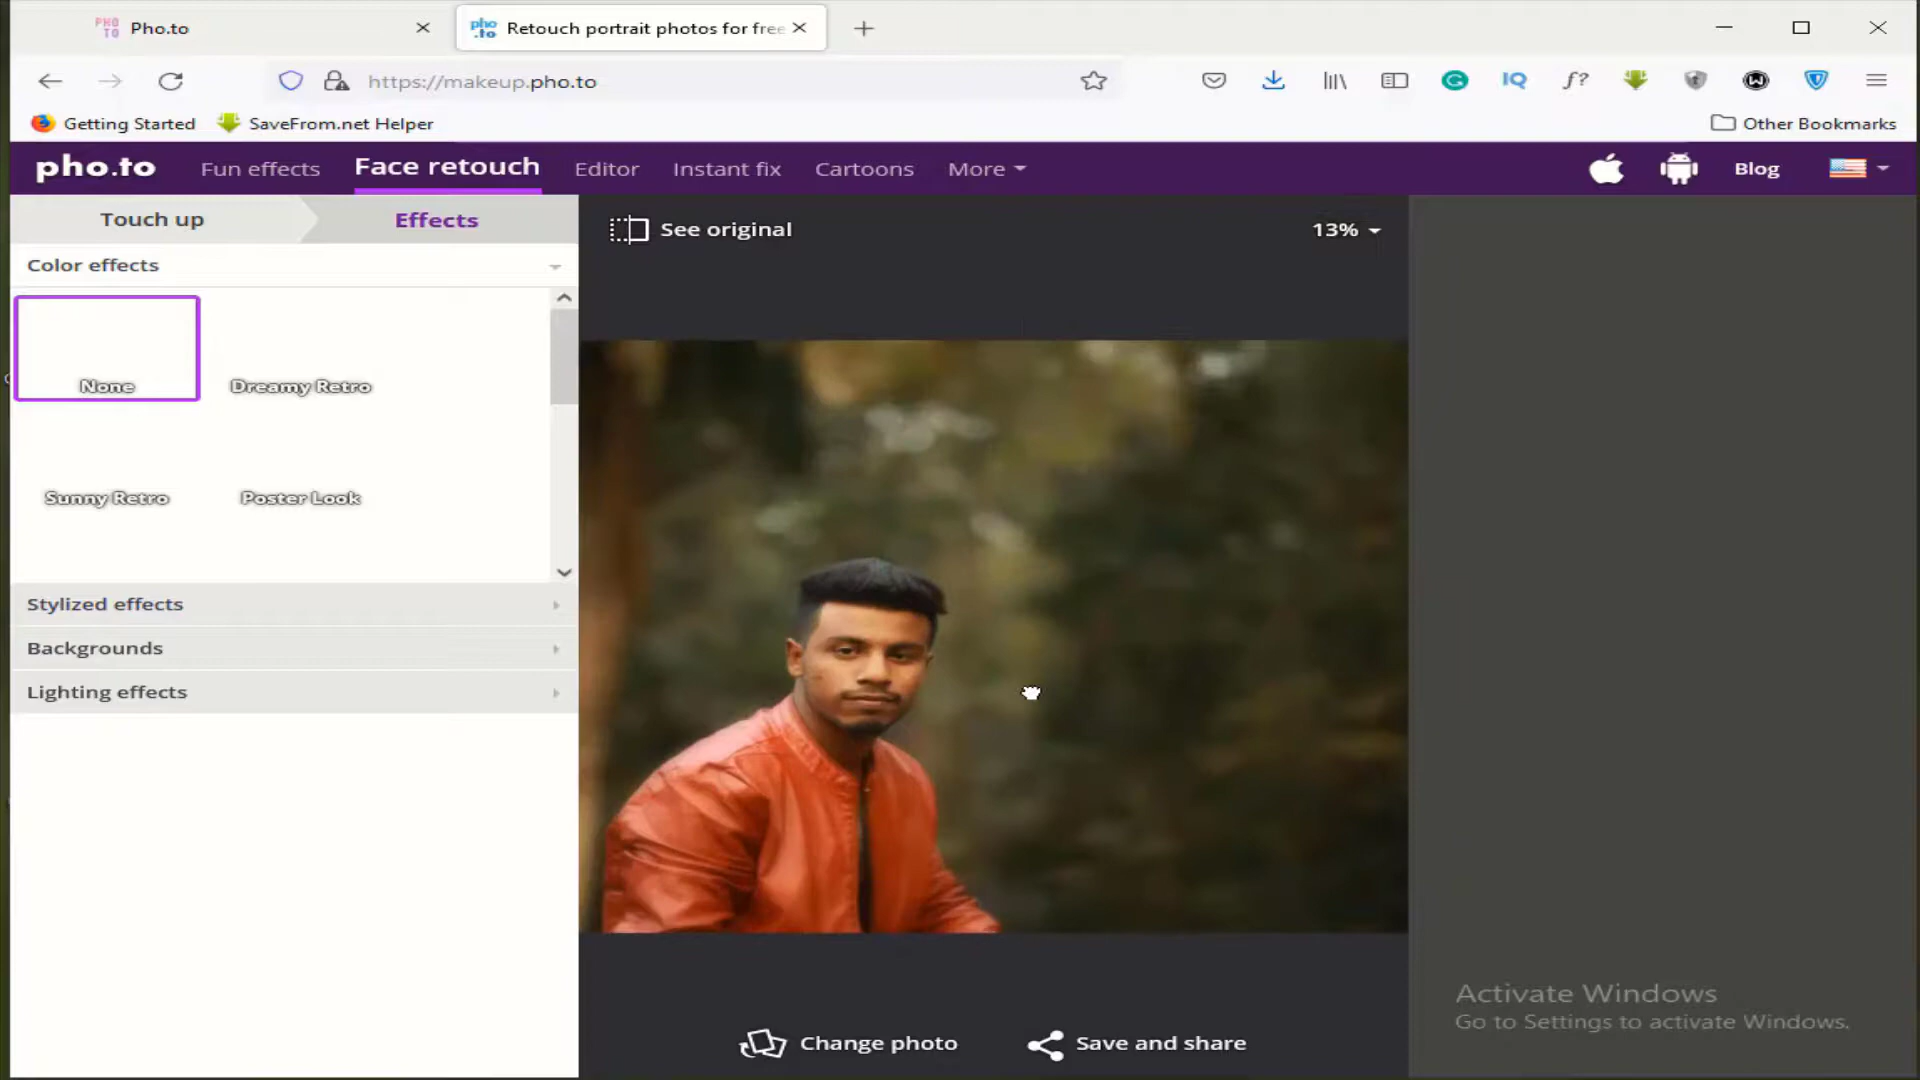 Pho.to
Retouch portrait photos for free
https://makeup.pho.to
IQ
f?
Getting Started
SaveFrom.net Helper
Other Bookmarks
pho.to
Fun effects
Face retouch
Editor
Instant fix
Cartoons
More
Blog
Touch up
Effects
See original
13%
Color effects
None
Dreamy Retro
Sunny Retro
Poster Look
Stylized effects
Backgrounds
Lighting effects
Activate Windows
Go to Settings to activate Windows.
Change photo
Save and share